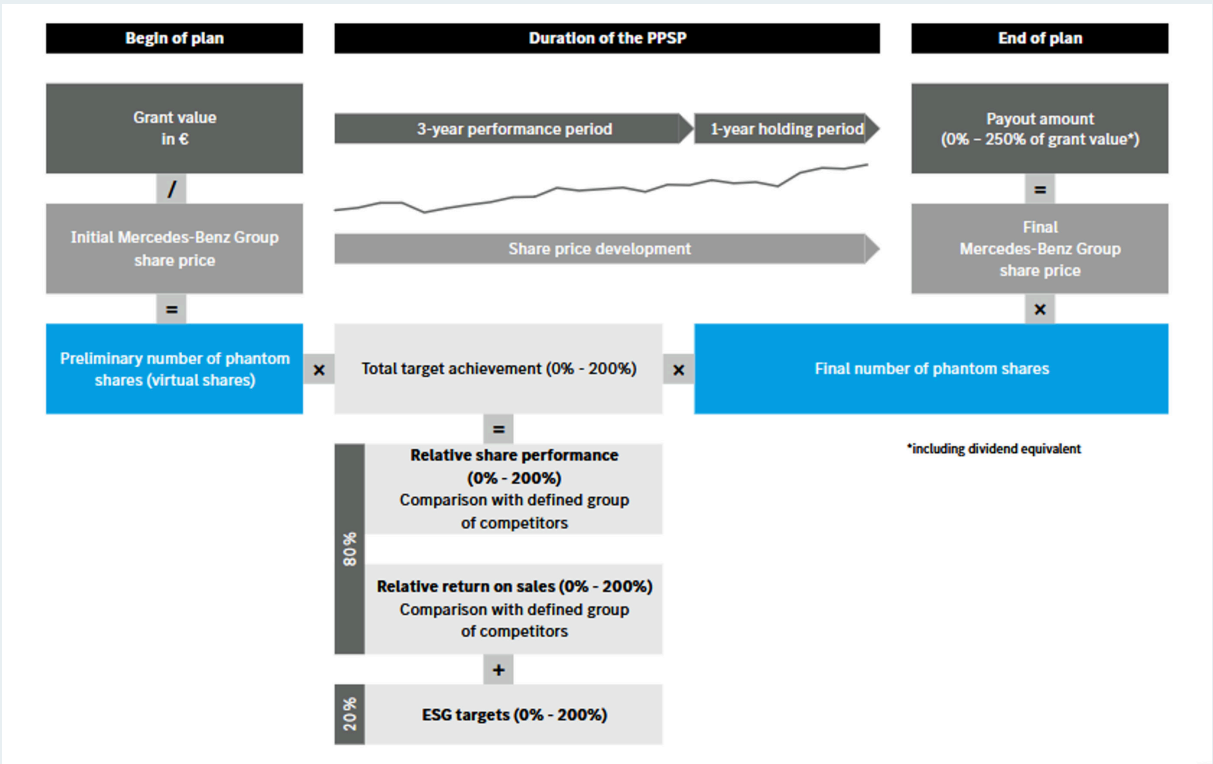 Begin of plan
Duration of the PPSP
End of plan
Grant value
in €
3-year performance period
1-year holding period
Payout amount
(0% – 250% of grant value*)
/
=
Initial Mercedes-Benz Group
share price
Share price development
Final
Mercedes-Benz Group
share price
=
×
Preliminary number of phantom
shares (virtual shares)
×
Total target achievement (0% - 200%)
×
Final number of phantom shares
=
*including dividend equivalent
80%
Relative share performance
(0% - 200%)
Comparison with defined group
of competitors
Relative return on sales (0% - 200%)
Comparison with defined group
of competitors
+
20%
ESG targets (0% - 200%)